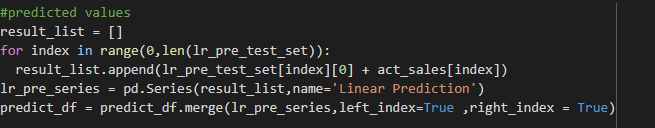 #predicted values
result_list = []
for index in range(0,len(lr_pre_test_set)):
  result_list.append(lr_pre_test_set[index][0] + act_sales[index])
lr_pre_series = pd.Series(result_list,name='Linear Prediction')
predict_df = predict_df.merge(lr_pre_series,left_index=True ,right_index = True)